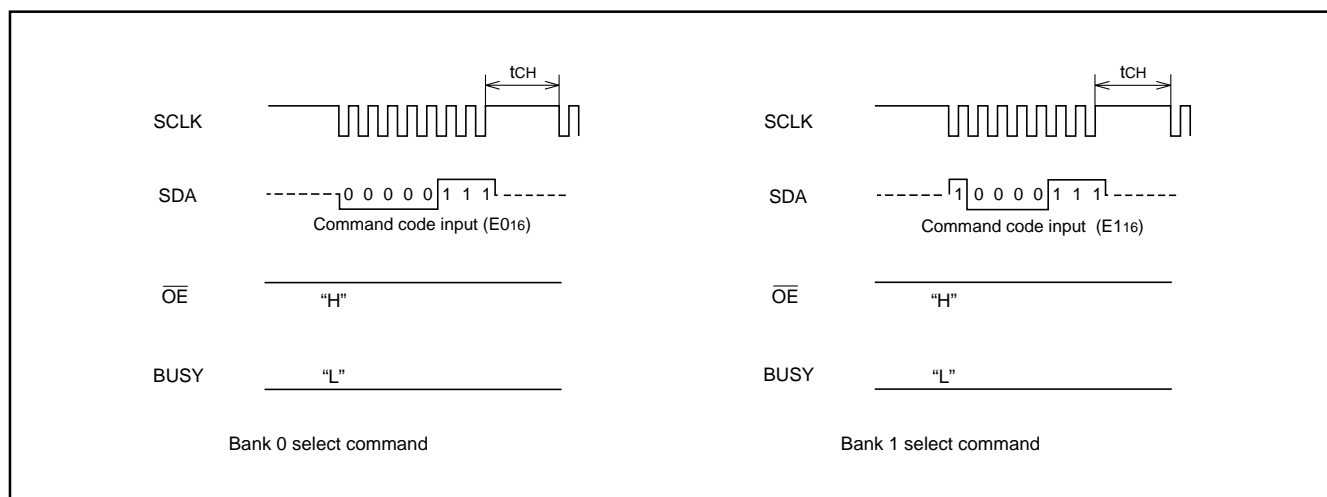 tCH
SCLK
SDA
0 0 0 0 0 1 1 1
Command code input (E016)
OE
“H”
BUSY
“L”
Bank 0 select command
tCH
SCLK
SDA
1 0 0 0 0 1 1 1
Command code input (E116)
OE
“H”
BUSY
“L”
Bank 1 select command